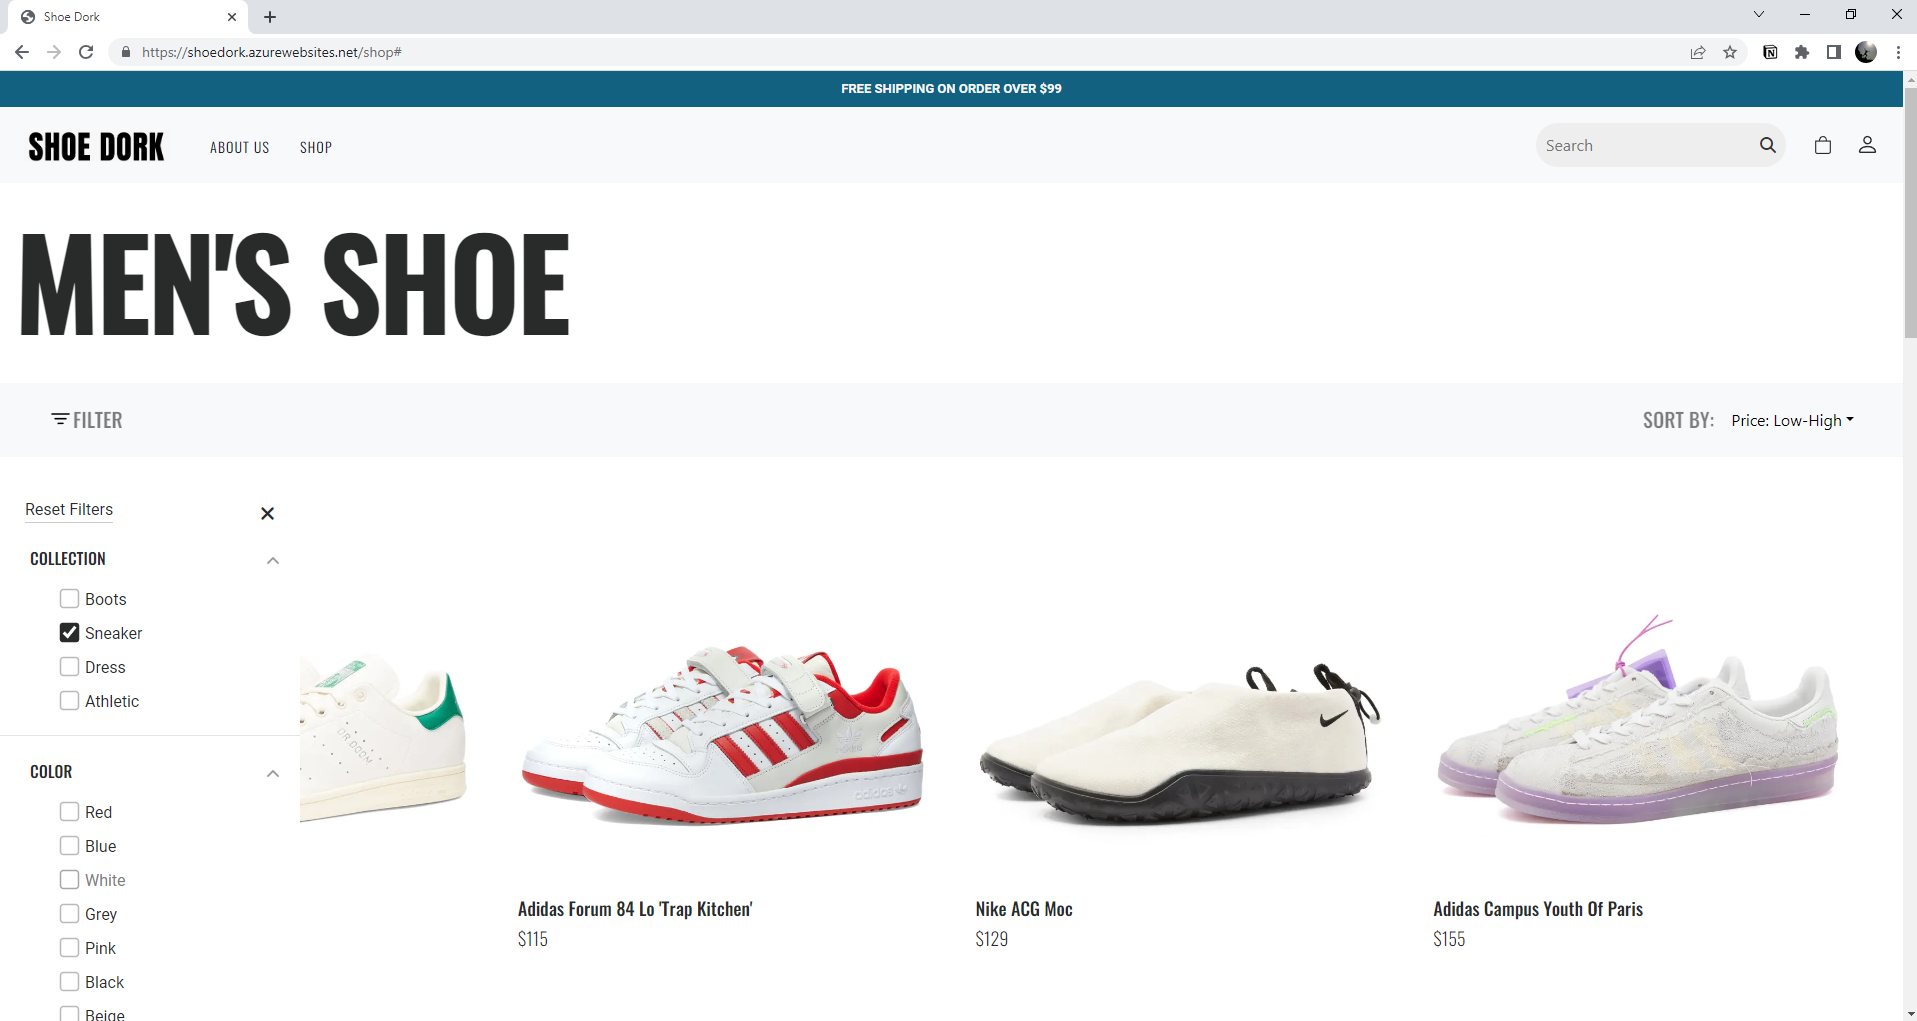 Shoe Dork
https://shoedork.azurewebsites.net/shop#
FREE SHIPPING ON ORDER OVER $99
SHOE DORK
ABOUT US
SHOP
Search
MEN'S SHOE
FILTER
SORT BY: Price: Low-High
Reset Filters
COLLECTION
Boots
Sneaker
Dress
Athletic
COLOR
Red
Blue
White
Grey
Pink
Black
Beige
DR DOOM
adidas
Adidas Forum 84 Lo 'Trap Kitchen'
$115
Nike ACG Moc
$129
Adidas Campus Youth Of Paris
$155